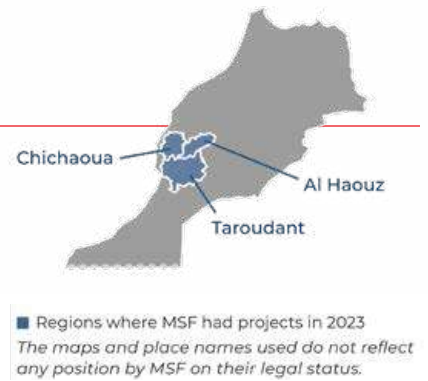 Chichaoua
Al Haouz
Taroudant
Regions where MSF had projects in 2023
The maps and place names used do not reflect
any position by MSF on their legal status.